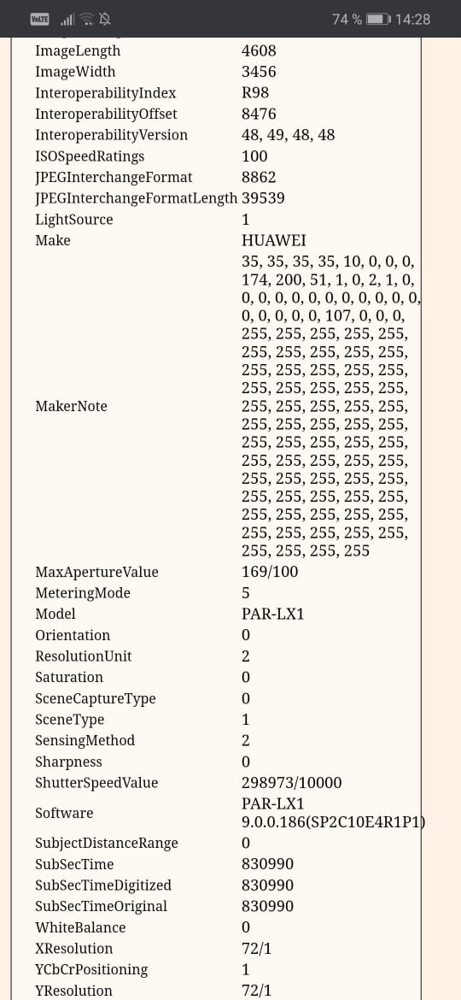 VoLTE 74 % 14:28
ImageLength 4608
ImageWidth 3456
InteroperabilityIndex R98
InteroperabilityOffset 8476
InteroperabilityVersion 48, 49, 48, 48
ISOSpeedRatings 100
JPEGInterchangeFormat 8862
JPEGInterchangeFormatLength 39539
LightSource 1
Make HUAWEI
35, 35, 35, 35, 10, 0, 0, 0,
174, 200, 51, 1, 0, 2, 1, 0,
0, 0, 0, 0, 0, 0, 0, 0, 0, 0, 0,
0, 0, 0, 0, 0, 107, 0, 0, 0,
255, 255, 255, 255, 255,
255, 255, 255, 255, 255,
255, 255, 255, 255, 255,
255, 255, 255, 255, 255,
MakerNote 255, 255, 255, 255, 255,
255, 255, 255, 255, 255,
255, 255, 255, 255, 255,
255, 255, 255, 255, 255,
255, 255, 255, 255, 255,
255, 255, 255, 255, 255,
255, 255, 255, 255, 255,
255, 255, 255, 255, 255,
255, 255, 255, 255
MaxApertureValue 169/100
MeteringMode 5
Model PAR-LX1
Orientation 0
ResolutionUnit 2
Saturation 0
SceneCaptureType 0
SceneType 1
SensingMethod 2
Sharpness 0
ShutterSpeedValue 298973/10000
Software PAR-LX1
9.0.0.186(SP2C10E4R1P1)
SubjectDistanceRange 0
SubSecTime 830990
SubSecTimeDigitized 830990
SubSecTimeOriginal 830990
WhiteBalance 0
XResolution 72/1
YCbCrPositioning 1
YResolution 72/1